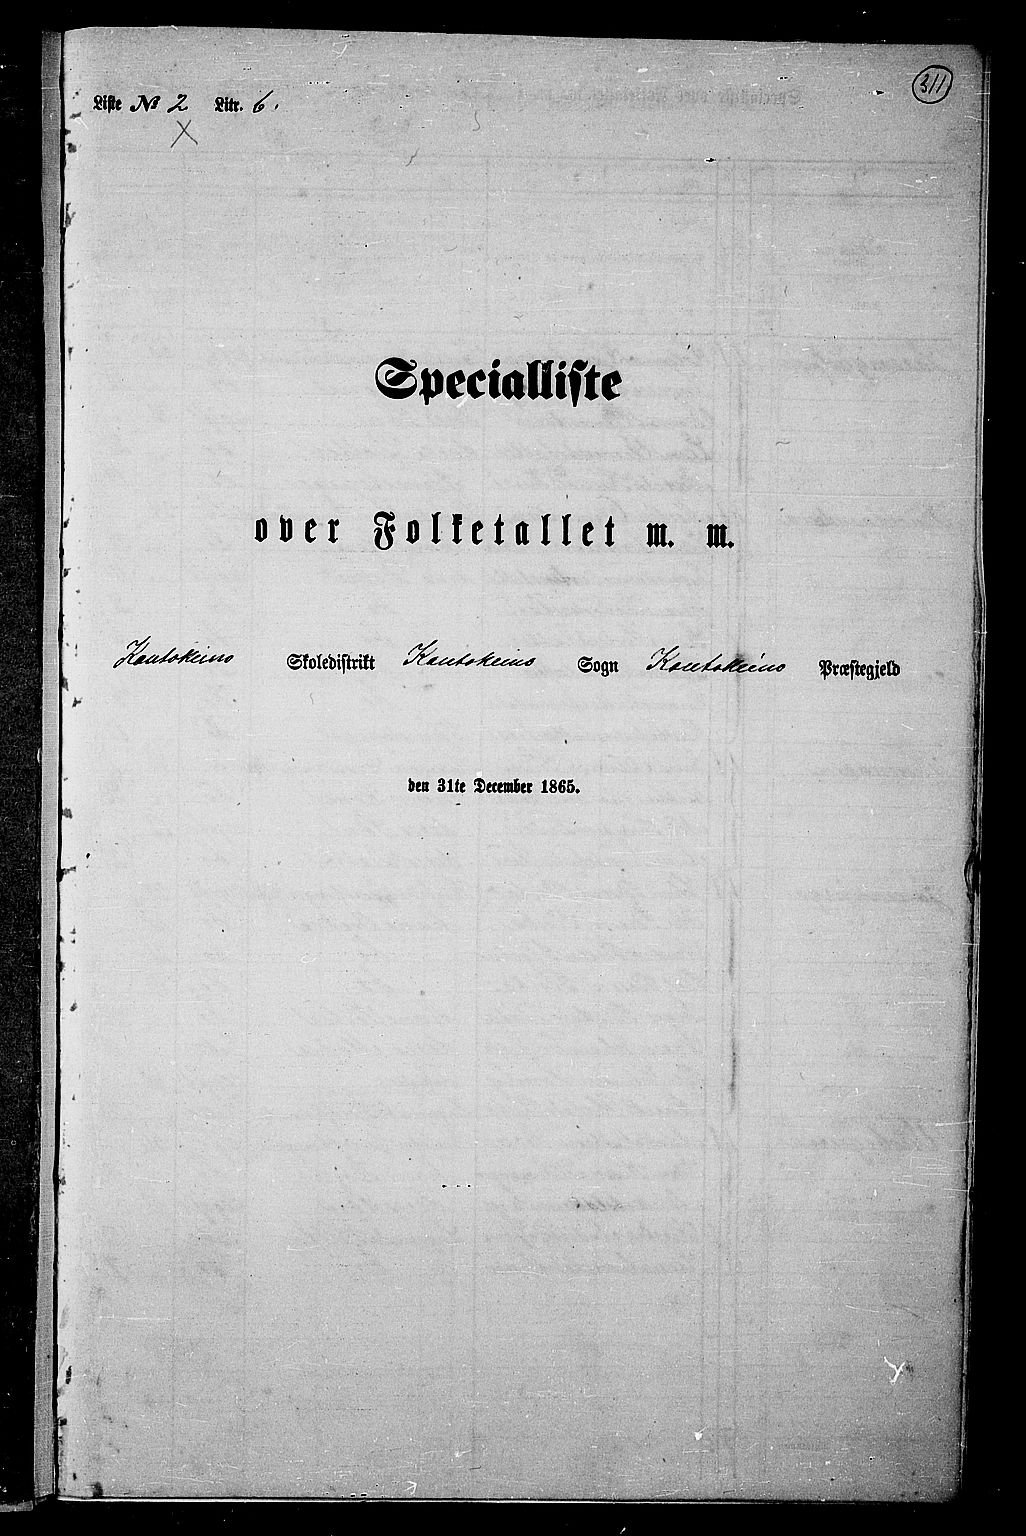 311
Liste № 2 Litr. 6.
Specialliste
over Folketallet m. m.
Kautokeino Skoledistrikt Kautokeino Sogn Kautokeino Præstegjeld
den 31te December 1865.